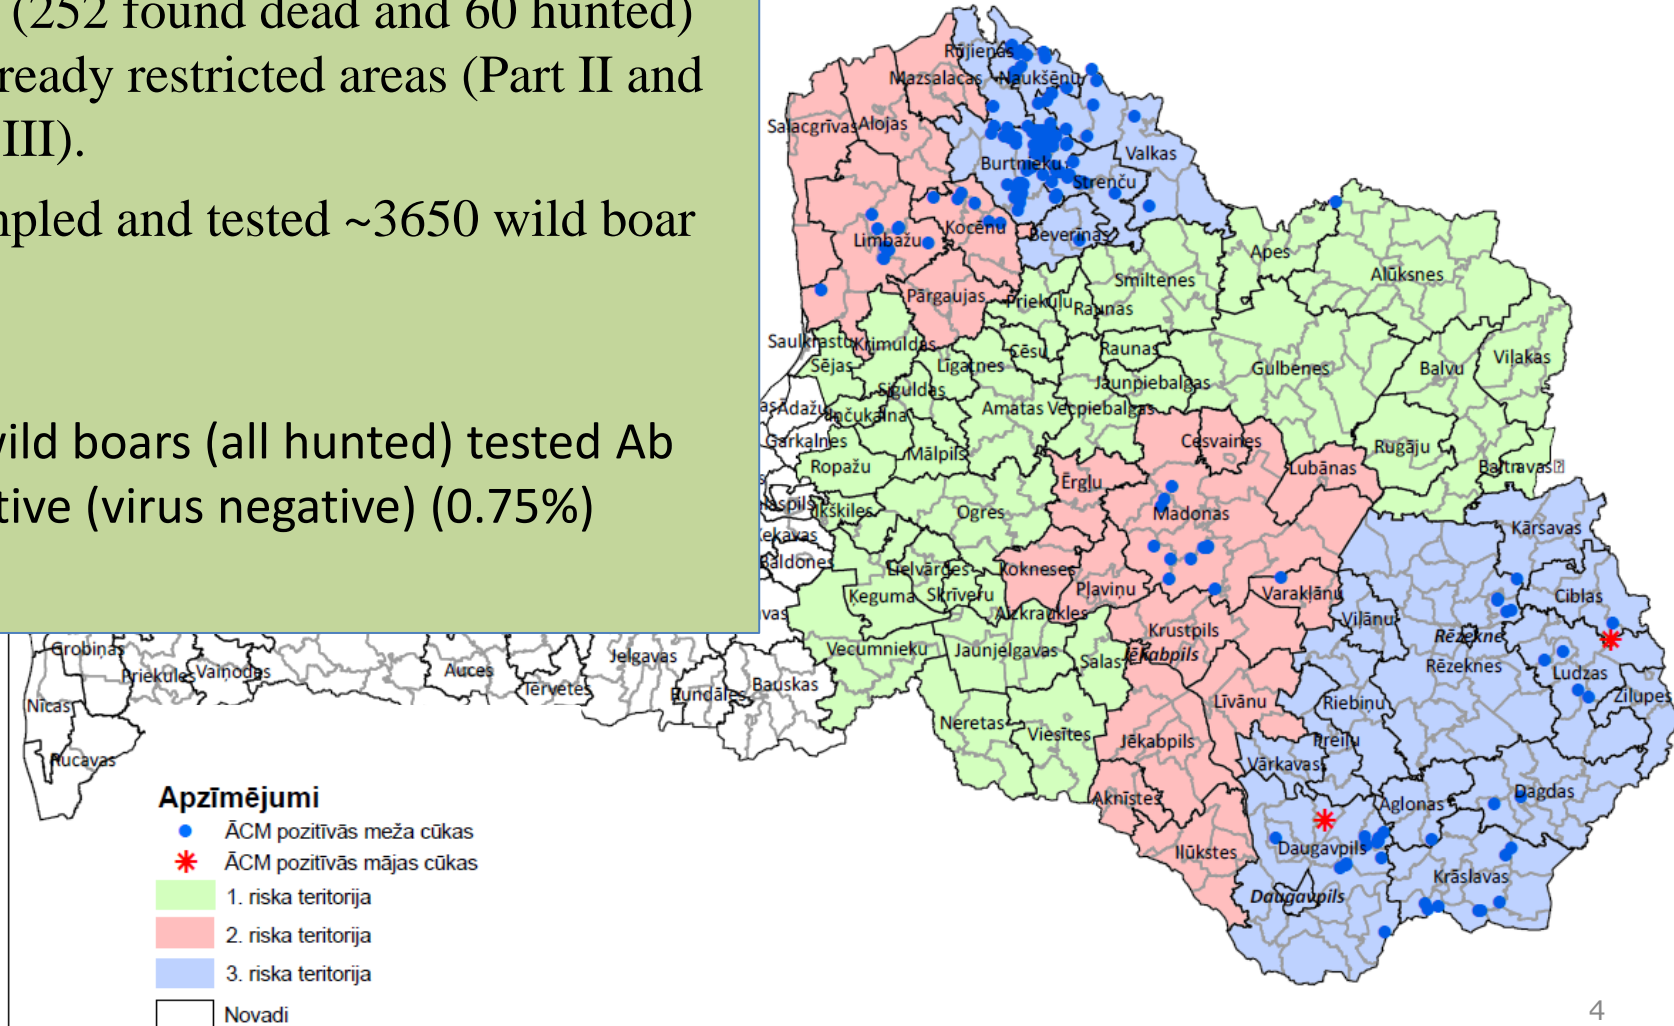 (252 found dead and 60 hunted)
ready restricted areas (Part II and
III).
mpled and tested ~3650 wild boar
wild boars (all hunted) tested Ab
tive (virus negative) (0.75%)
Rūjienas
Mazsalacas
Naukšēnu
Salacgrīvas
Alojas
Burtnieku
Valkas
Strenču
Kocēnu
Limbažu
Beverīnas
Apes
Alūksnes
Smiltenes
Pārgaujas
Priekuļu
Raunas
Saulkrastu
Krimuldas
Sējas
Līgatnes
Cēsu
Raunas
Gulbenes
Balvu
Viļakas
Siguldas
Jaunpiebalgas
Ādažu
Inčukalna
Amatas
Vecpiebalgas
Garkalnes
Cesvaines
Rugāju
Mālpils
Ropažu
Lubānas
Baltnavas
Ērgļu
Ikšķiles
Ogres
Madonas
Kārsavas
ķekavas
Baldones
Lielvārdes
Kokneses
Pļaviņu
Varakļānu
Ciblas
Ķeguma
Skrīveru
Aizkraukles
Viļānu
Krustpils
Rēzekne
Grobiņas
Priekules
Vaiņodes
Auces
Jelgavas
Tērvetes
Rundāles
Bauskas
Vecumnieku
Jaunjelgavas
Salas
Jēkabpils
Rēzeknes
Ludzas
Zilupes
Nīcas
Rucavas
Līvānu
Riebiņu
Neretas
Viesītes
Jēkabpils
Preiļu
Vārkavas
Aknīstes
Aglonas
Dagdas
Ilūkstes
Daugavpils
Krāslavas
Daugavpils
Apzīmējumi
ĀCM pozitīvās meža cūkas
ĀCM pozitīvās mājas cūkas
1. riska teritorija
2. riska teritorija
3. riska teritorija
Novadi
4